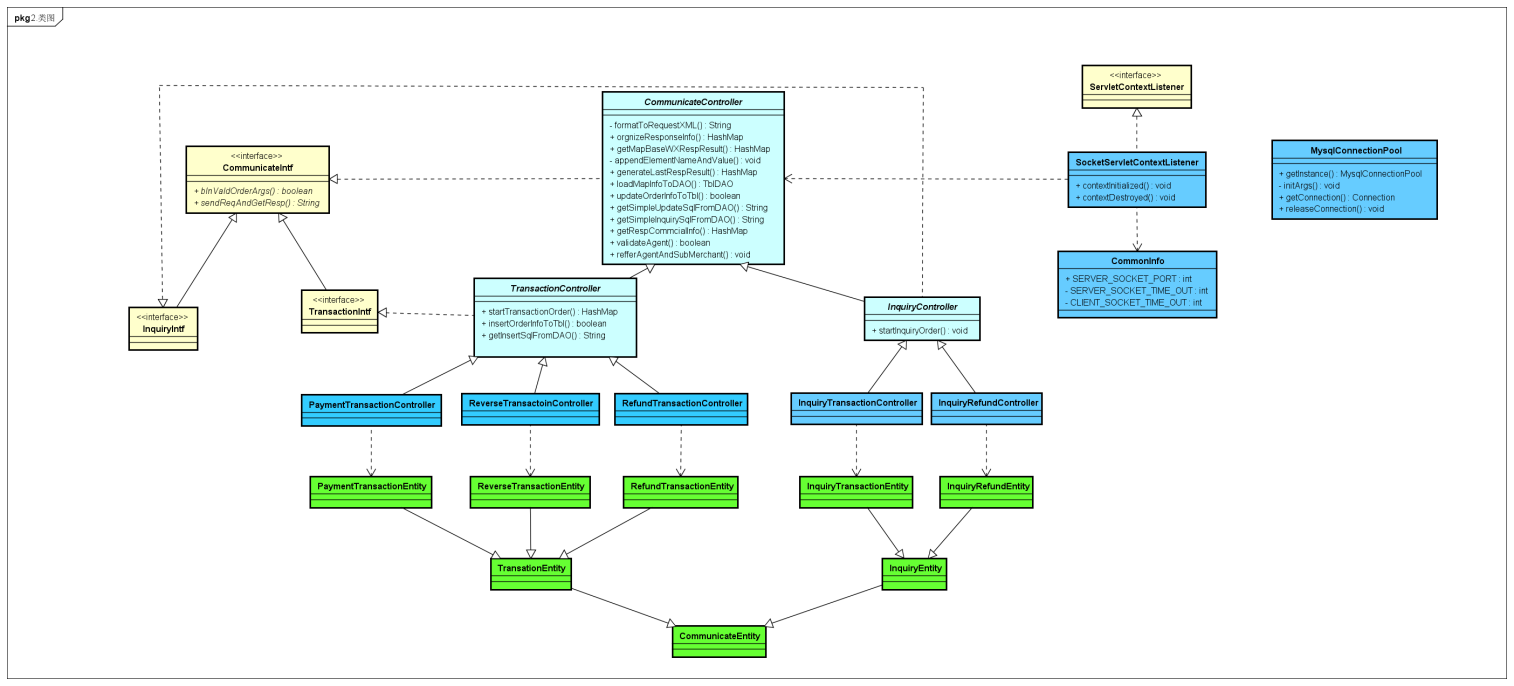 pkg 2.类图
<<interface>>
ServletContextListener
CommunicateController
- formatToRequestXML() : String
+ orgnizeResponseInfo() : HashMap
+ getMapBaseWXRespResult() : HashMap
- appendElementNameAndValue() : void
+ generateLastRespResult() : HashMap
+ loadMapInfoToDAO() : TblDAO
+ updateOrderInfoToTbl() : boolean
+ getSimpleUpdateSqlFromDAO() : String
+ getSimpleInquirySqlFromDAO() : String
+ getRespCommcialInfo() : HashMap
+ validateAgent() : boolean
+ refferAgentAndSubMerchant() : void
<<interface>>
CommunicateIntf
+ blnValdOrderArgs() : boolean
+ sendReqAndGetResp() : String
SocketServletContextListener
+ contextInitialized() : void
+ contextDestroyed() : void
MysqlConnectionPool
+ getInstance() : MysqlConnectionPool
- initArgs() : void
+ getConnection() : Connection
+ releaseConnection() : void
CommonInfo
+ SERVER_SOCKET_PORT : int
- SERVER_SOCKET_TIME_OUT : int
- CLIENT_SOCKET_TIME_OUT : int
<<interface>>
InquiryIntf
<<interface>>
TransactionIntf
TransactionController
+ startTransactionOrder() : HashMap
+ insertOrderInfoToTbl() : boolean
+ getInsertSqlFromDAO() : String
InquiryController
+ startInquiryOrder() : void
PaymentTransactionController
ReverseTransactoinController
RefundTransactionController
InquiryTransactionController
InquiryRefundController
PaymentTransactionEntity
ReverseTransactionEntity
RefundTransactionEntity
InquiryTransactionEntity
InquiryRefundEntity
TransationEntity
InquiryEntity
CommunicateEntity